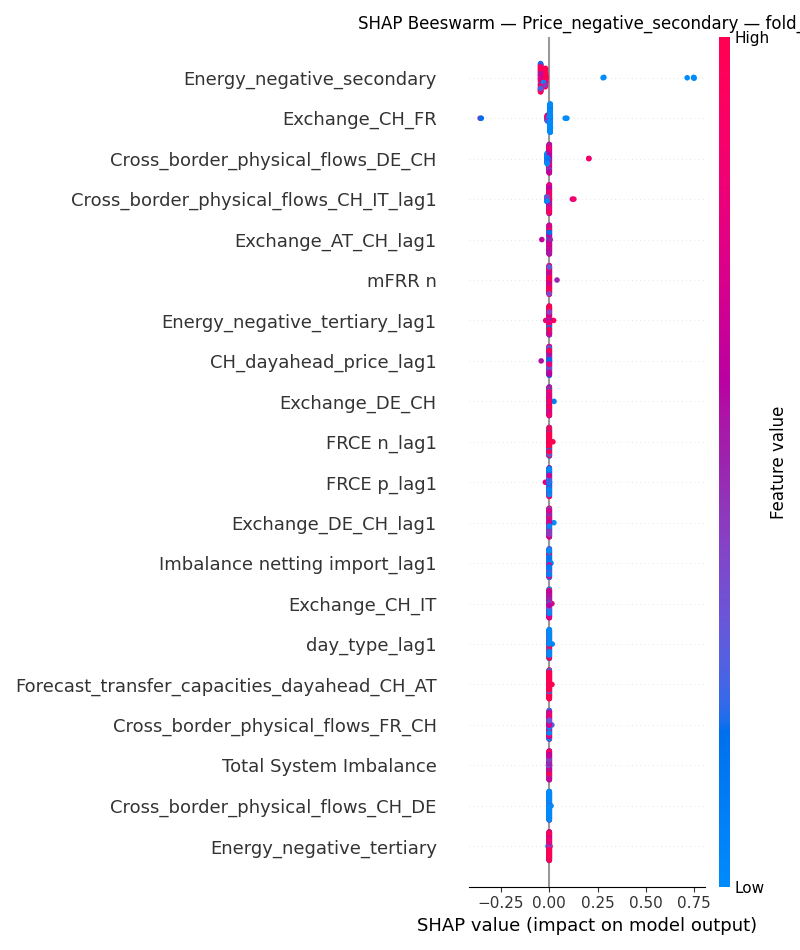 SHAP Beeswarm — Price_negative_secondary — fold_
High
Energy_negative_secondary
Exchange_CH_FR
Cross_border_physical_flows_DE_CH
Cross_border_physical_flows_CH_IT_lag1
Exchange_AT_CH_lag1
mFRR n
Energy_negative_tertiary_lag1
CH_dayahead_price_lag1
Exchange_DE_CH
FRCE n_lag1
FRCE p_lag1
Exchange_DE_CH_lag1
Imbalance netting import_lag1
Exchange_CH_IT
day_type_lag1
Forecast_transfer_capacities_dayahead_CH_AT
Cross_border_physical_flows_FR_CH
Total System Imbalance
Cross_border_physical_flows_CH_DE
Energy_negative_tertiary
Feature value
Low
−0.25 0.00 0.25 0.50 0.75
SHAP value (impact on model output)